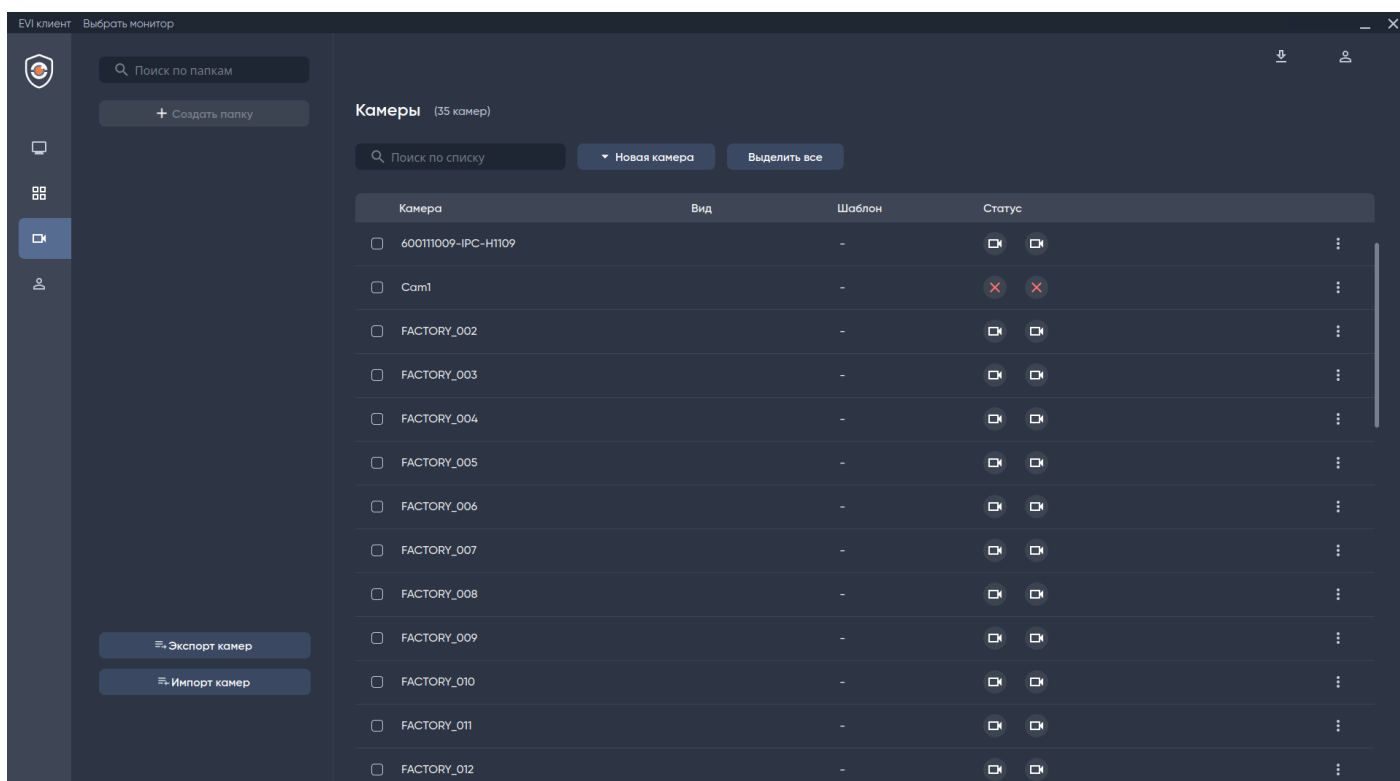 EVI клиент Выбрать монитор
Поиск по папкам
+ Создать папку
Экспорт камер
Импорт камер
Камеры (35 камер)
Поиск по списку Новая камера Выделить все
Камера Вид Шаблон Статус
600111009-IPC-H1109 -
Cam1 -
FACTORY_002 -
FACTORY_003 -
FACTORY_004 -
FACTORY_005 -
FACTORY_006 -
FACTORY_007 -
FACTORY_008 -
FACTORY_009 -
FACTORY_010 -
FACTORY_011 -
FACTORY_012 -